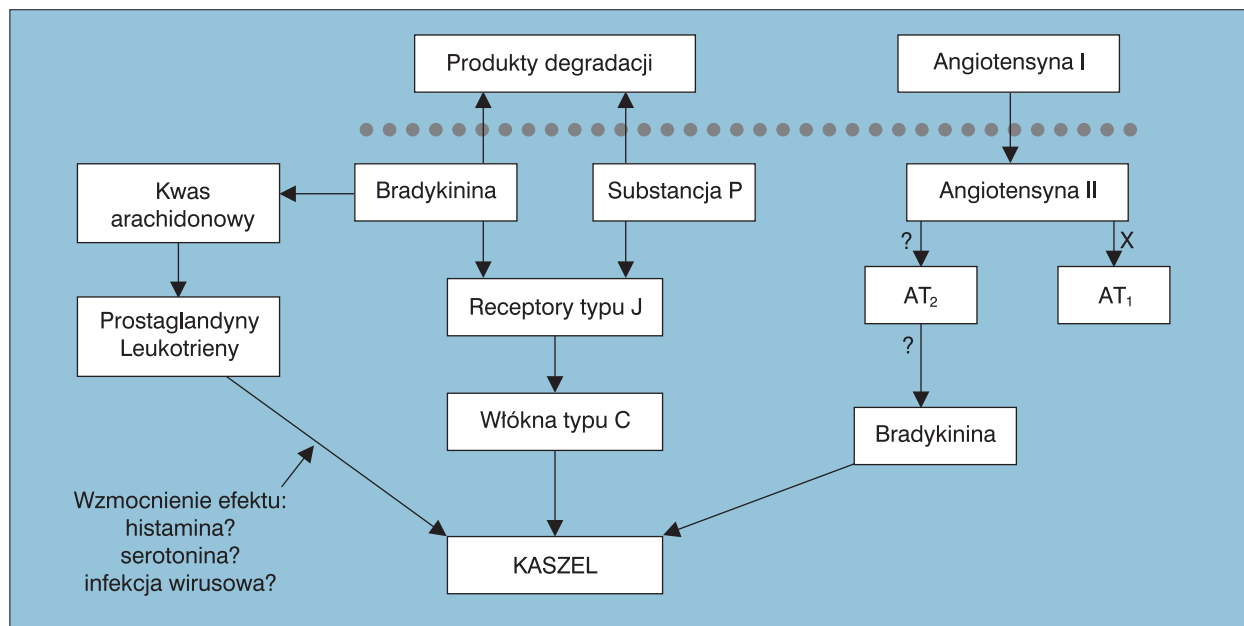 Produkty degradacji
Angiotensyna I
Kwas
arachidonowy
Bradykinina
Substancja P
Angiotensyna II
?
X
Prostaglandyny
Leukotrieny
Receptory typu J
AT₂
AT₁
?
Włókna typu C
Bradykinina
Wzmocnienie efektu:
histamina?
serotonina?
infekcja wirusowa?
KASZEL